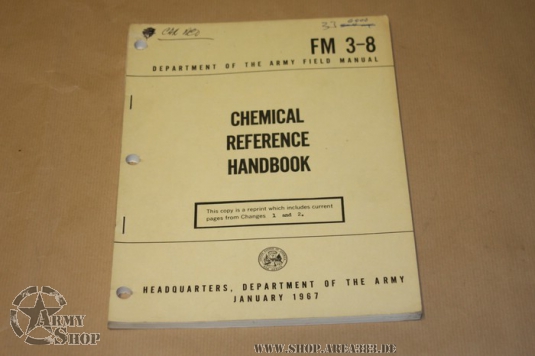 FM 3-8
DEPARTMENT OF THE ARMY FIELD MANUAL
CHEMICAL
REFERENCE
HANDBOOK
This copy is a reprint which includes current
pages from Changes 1 and 2.
HEADQUARTERS, DEPARTMENT OF THE ARMY
JANUARY 1967
ARMY
SHOP
WWW.SHOP.AREA262.DE